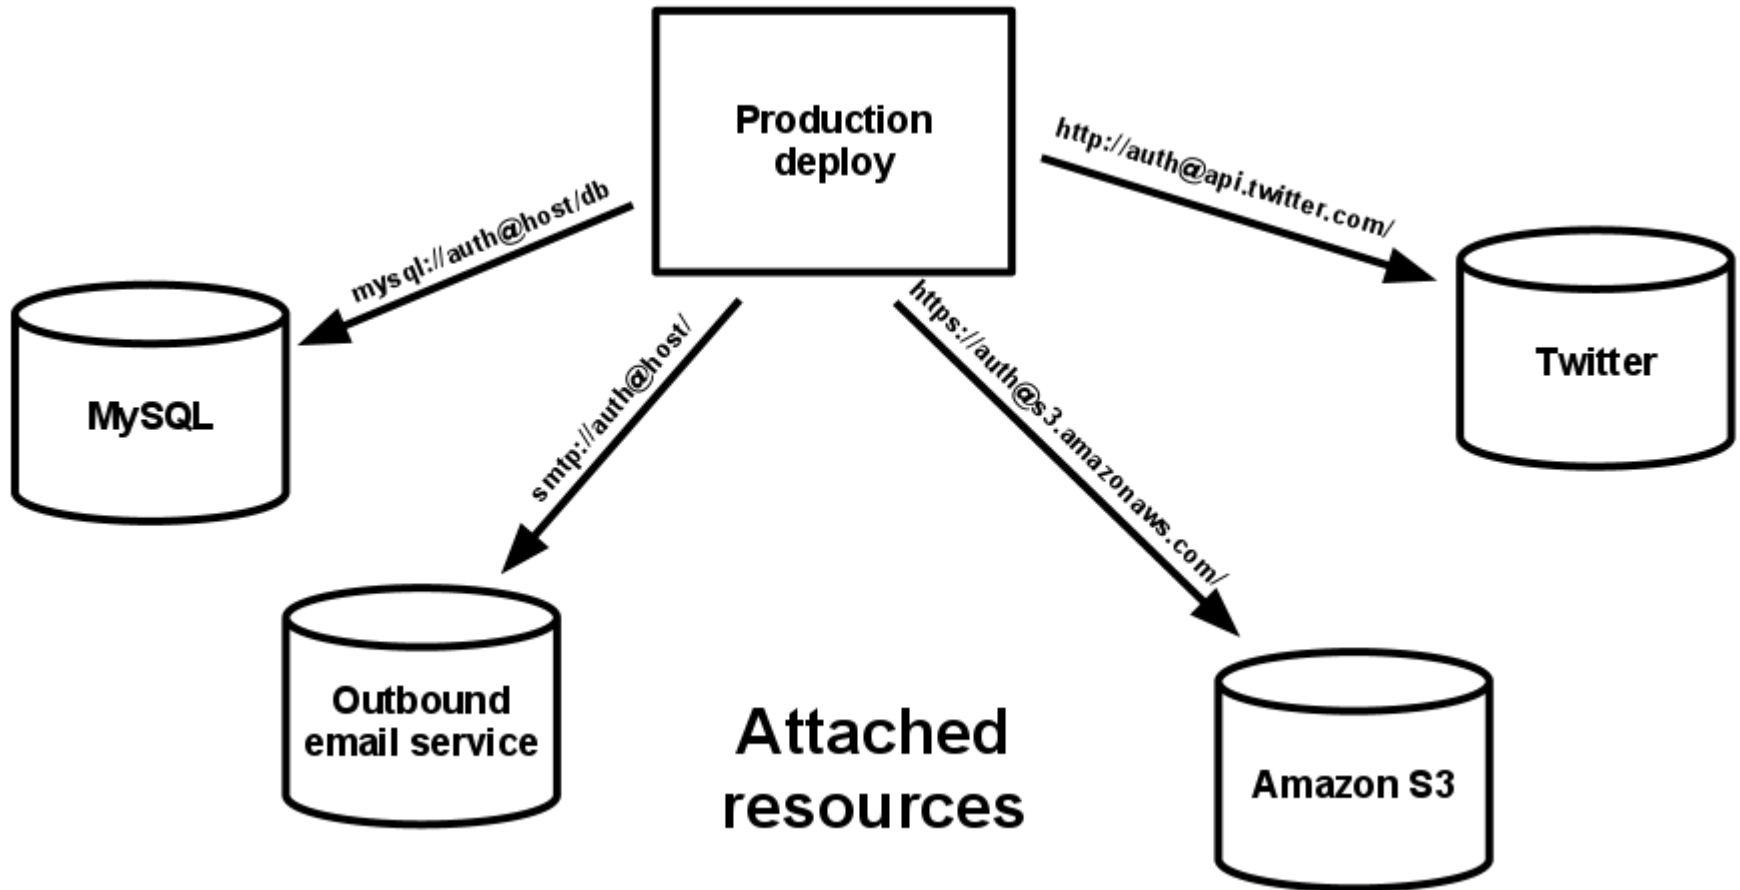 Production
deploy
http://auth@api.twitter.com/
mysql://auth@host/db
https://auth@s3.amazonaws.com/
smtp://auth@host/
Twitter
MySQL
Outbound
email service
Attached
resources
Amazon S3